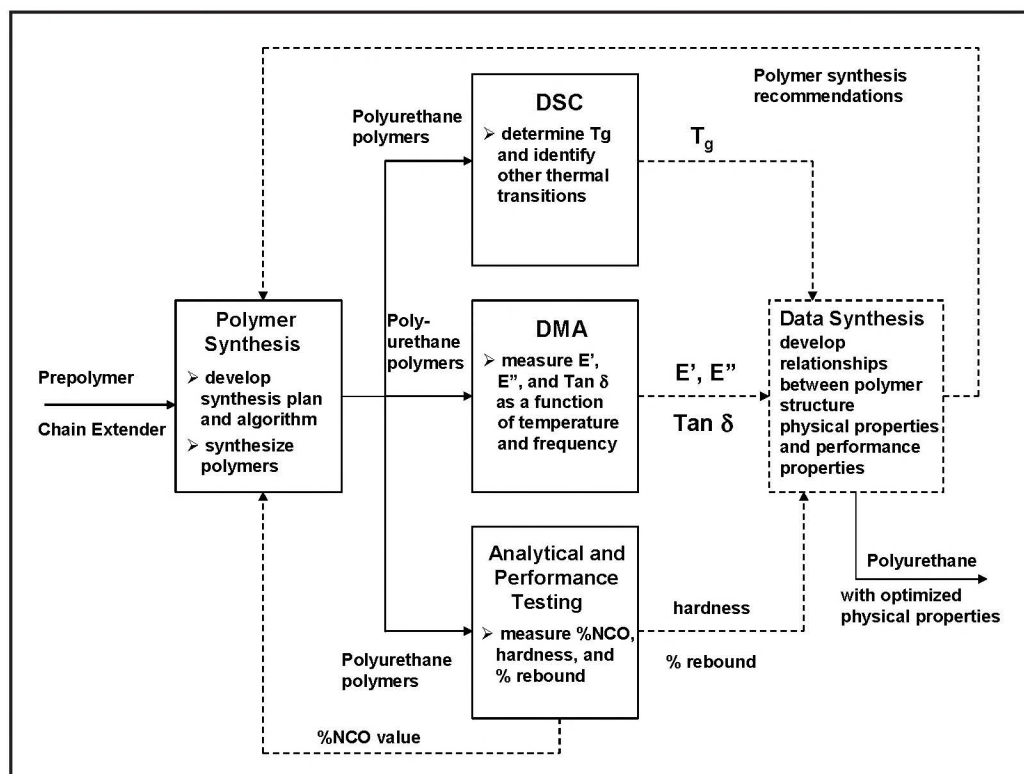 Polymer synthesis
recommendations
DSC
➢ determine Tg
and identify
other thermal
transitions
Polyurethane
polymers
Tg
Polymer
Synthesis
➢ develop
synthesis plan
and algorithm
➢ synthesize
polymers
Prepolymer
Chain Extender
Poly-
urethane
polymers
DMA
➢ measure E’,
E”, and Tan δ
as a function
of temperature
and frequency
E’, E”
Tan δ
Data Synthesis
develop
relationships
between polymer
structure
physical properties
and performance
properties
Analytical and
Performance
Testing
➢ measure %NCO,
hardness, and
% rebound
Polyurethane
polymers
hardness
% rebound
Polyurethane
with optimized
physical properties
%NCO value